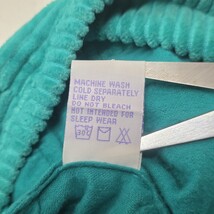 MACHINE WASH
COLD SEPARATELY
LINE DRY
DO NOT BLEACH
NOT INTENDED FOR
SLEEP WEAR